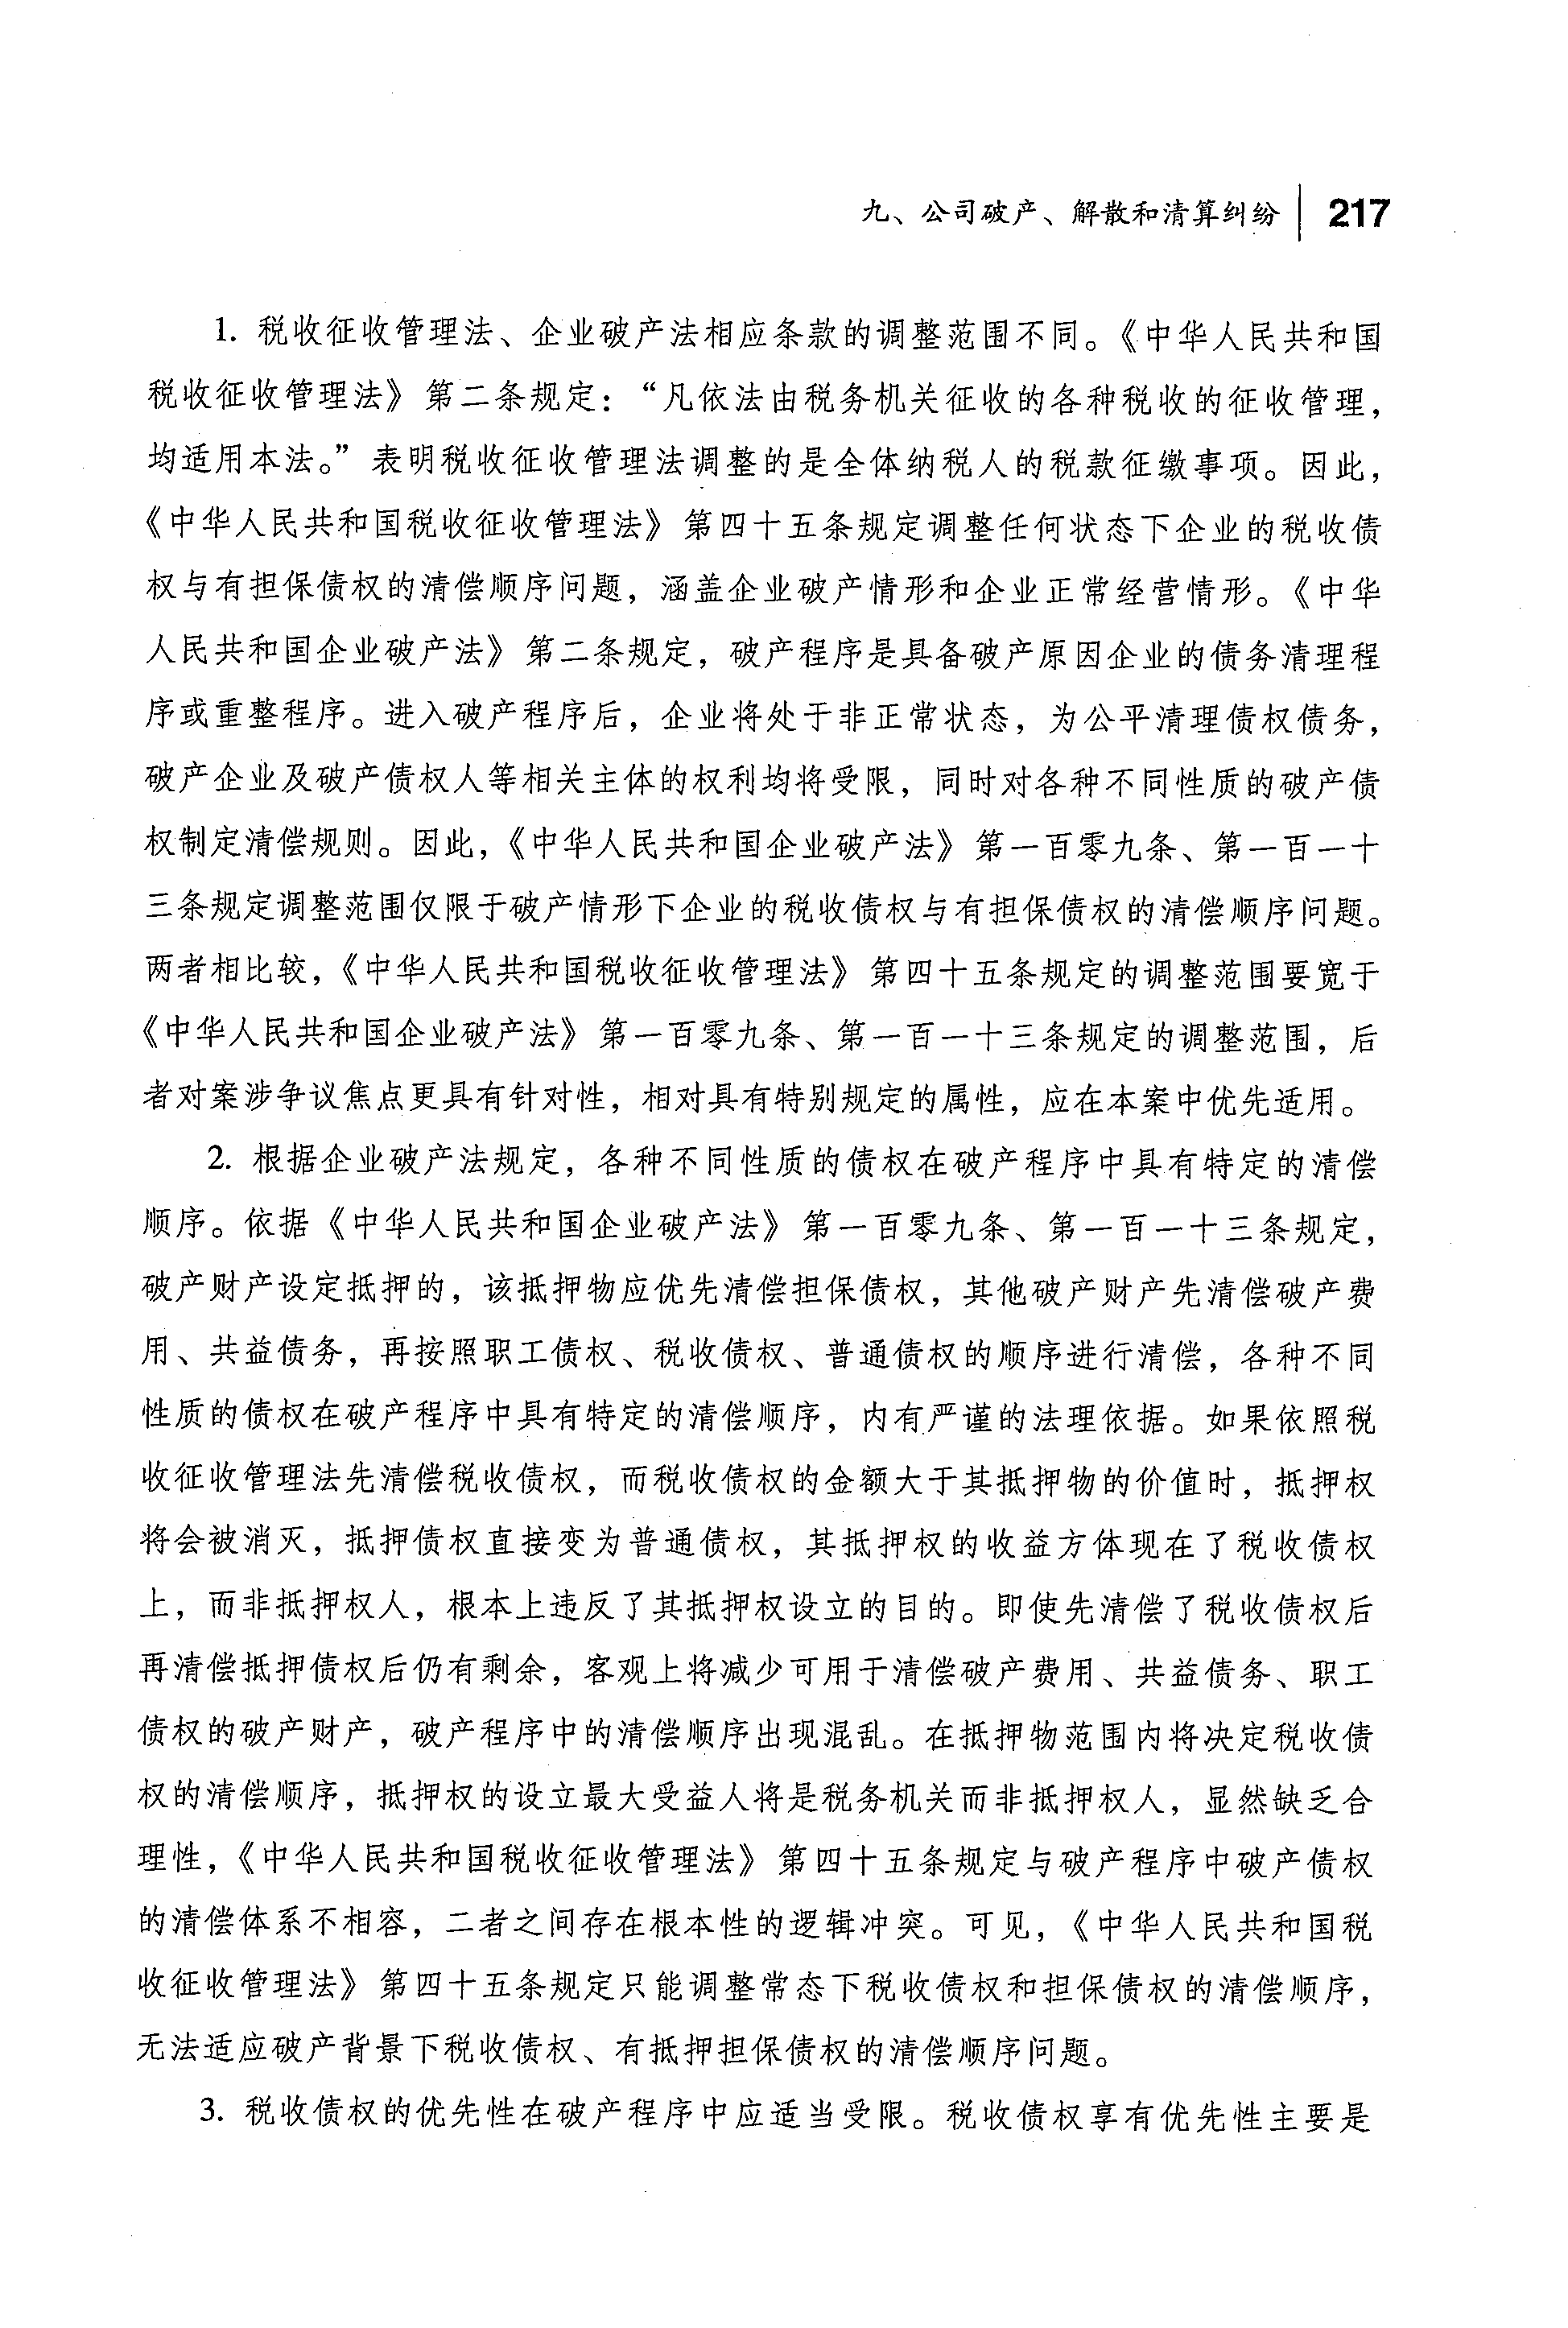 九、公司破产、解散和清算纠纷 217
1. 税收征收管理法、企业破产法相应条款的调整范围不同。《中华人民共和国
税收征收管理法》第二条规定：“凡依法由税务机关征收的各种税收的征收管理，
均适用本法。”表明税收征收管理法调整的是全体纳税人的税款征缴事项。因此，
《中华人民共和国税收征收管理法》第四十五条规定调整任何状态下企业的税收债
权与有担保债权的清偿顺序问题，涵盖企业破产情形和企业正常经营情形。《中华
人民共和国企业破产法》第二条规定，破产程序是具备破产原因企业的债务清理程
序或重整程序。进入破产程序后，企业将处于非正常状态，为公平清理债权债务，
破产企业及破产债权人等相关主体的权利均将受限，同时对各种不同性质的破产债
权制定清偿规则。因此，《中华人民共和国企业破产法》第一百零九条、第一百一十
三条规定调整范围仅限于破产情形下企业的税收债权与有担保债权的清偿顺序问题。
两者相比较，《中华人民共和国税收征收管理法》第四十五条规定的调整范围要宽于
《中华人民共和国企业破产法》第一百零九条、第一百一十三条规定的调整范围，后
者对案涉争议焦点更具有针对性，相对具有特别规定的属性，应在本案中优先适用。
2. 根据企业破产法规定，各种不同性质的债权在破产程序中具有特定的清偿
顺序。依据《中华人民共和国企业破产法》第一百零九条、第一百一十三条规定，
破产财产设定抵押的，该抵押物应优先清偿担保债权，其他破产财产先清偿破产费
用、共益债务，再按照职工债权、税收债权、普通债权的顺序进行清偿，各种不同
性质的债权在破产程序中具有特定的清偿顺序，内有严谨的法理依据。如果依照税
收征收管理法先清偿税收债权，而税收债权的金额大于其抵押物的价值时，抵押权
将会被消灭，抵押债权直接变为普通债权，其抵押权的收益方体现在了税收债权
上，而非抵押权人，根本上违反了其抵押权设立的目的。即使先清偿了税收债权后
再清偿抵押债权后仍有剩余，客观上将减少可用于清偿破产费用、共益债务、职工
债权的破产财产，破产程序中的清偿顺序出现混乱。在抵押物范围内将决定税收债
权的清偿顺序，抵押权的设立最大受益人将是税务机关而非抵押权人，显然缺乏合
理性，《中华人民共和国税收征收管理法》第四十五条规定与破产程序中破产债权
的清偿体系不相容，二者之间存在根本性的逻辑冲突。可见，《中华人民共和国税
收征收管理法》第四十五条规定只能调整常态下税收债权和担保债权的清偿顺序，
无法适应破产背景下税收债权、有抵押担保债权的清偿顺序问题。
3. 税收债权的优先性在破产程序中应适当受限。税收债权享有优先性主要是